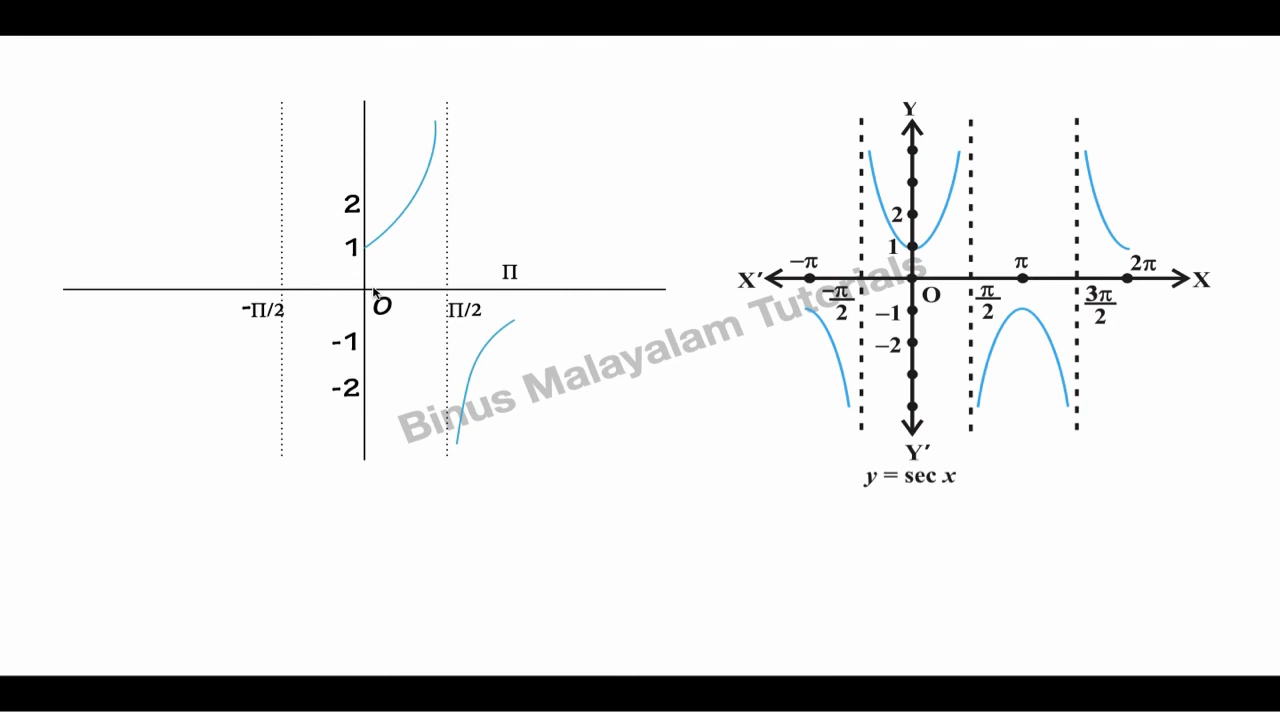 2
1
Π
-Π/2
O
Π/2
-1
-2
Y
2
1
−π
π
2π
X′
X
−π/2
O
π/2
3π/2
−1
−2
Y′
y = sec x
Binus Malayalam Tutorials